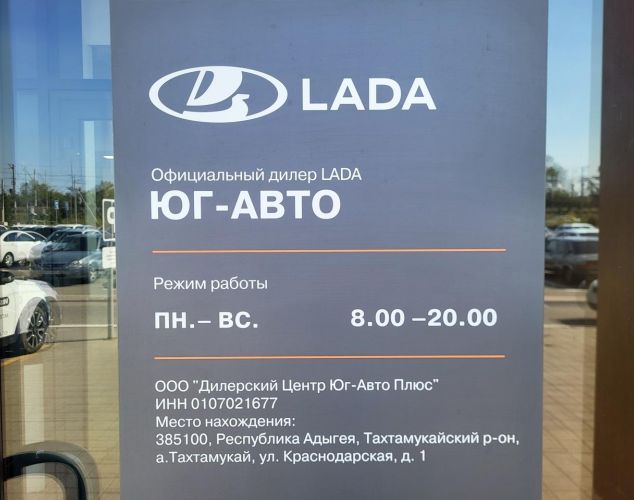 LADA
Официальный дилер LADA
ЮГ-АВТО
Режим работы
ПН.– ВС. 8.00 –20.00
ООО "Дилерский Центр Юг-Авто Плюс"
ИНН 0107021677
Место нахождения:
385100, Республика Адыгея, Тахтамукайский р-он,
а.Тахтамукай, ул. Краснодарская, д. 1